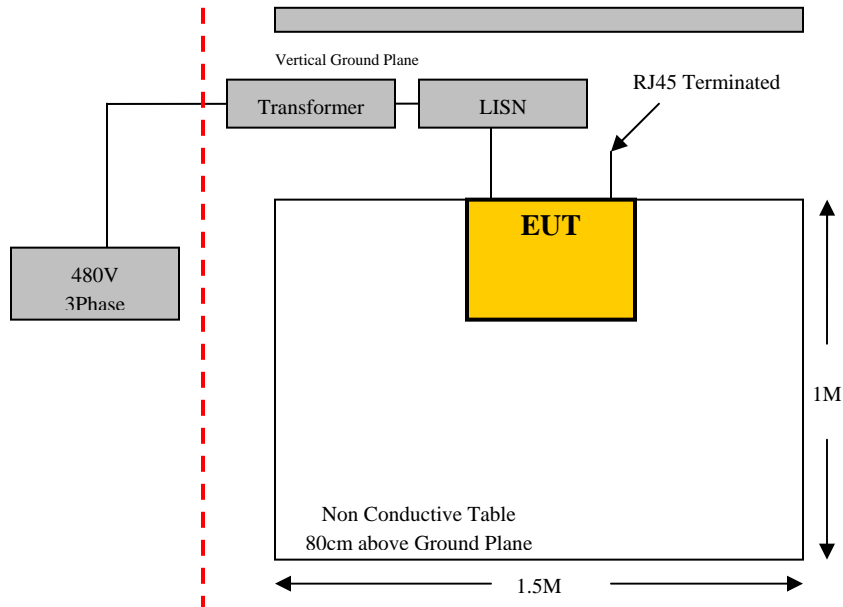 Vertical Ground Plane
RJ45 Terminated
Transformer
LISN
EUT
480V
3Phase
1M
Non Conductive Table
80cm above Ground Plane
1.5M